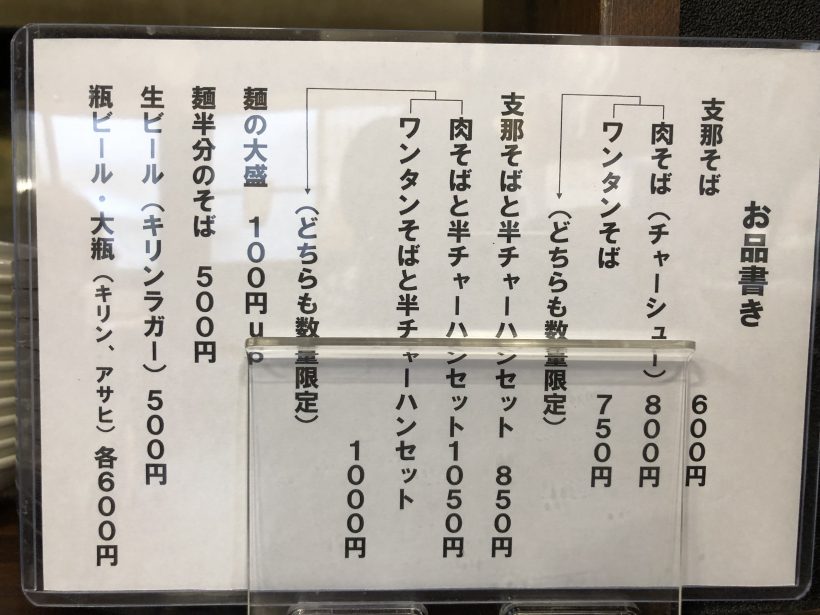 お品書き
支那そば　600円
肉そば（チャーシュー）800円
ワンタンそば　750円
（どちらも数量限定）
支那そばと半チャーハンセット　850円
肉そばと半チャーハンセット1050円
ワンタンそばと半チャーハンセット
1000円
（どちらも数量限定）
麺の大盛　100円up
麺半分のそば　500円
生ビール（キリンラガー）500円
瓶ビール・大瓶（キリン、アサヒ）各600円